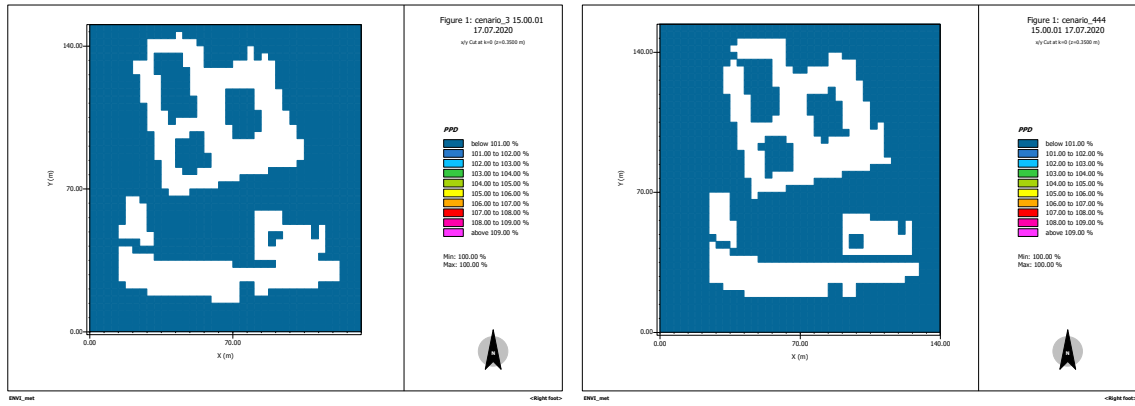 Figure 1: cenario_3 15.00.01
17.07.2020
x/y Cut at k=0 (z=0.3500 m)
140.00
70.00
0.00
Y (m)
0.00
70.00
X (m)
PPD
below 101.00 %
101.00 to 102.00 %
102.00 to 103.00 %
103.00 to 104.00 %
104.00 to 105.00 %
105.00 to 106.00 %
106.00 to 107.00 %
107.00 to 108.00 %
108.00 to 109.00 %
above 109.00 %
Min: 100.00 %
Max: 100.00 %
N
ENVI_met
<Right foot>
Figure 1: cenario_444
15.00.01 17.07.2020
x/y Cut at k=0 (z=0.3500 m)
140.00
70.00
0.00
Y (m)
0.00
70.00
140.00
X (m)
PPD
below 101.00 %
101.00 to 102.00 %
102.00 to 103.00 %
103.00 to 104.00 %
104.00 to 105.00 %
105.00 to 106.00 %
106.00 to 107.00 %
107.00 to 108.00 %
108.00 to 109.00 %
above 109.00 %
Min: 100.00 %
Max: 100.00 %
N
ENVI_met
<Right foot>